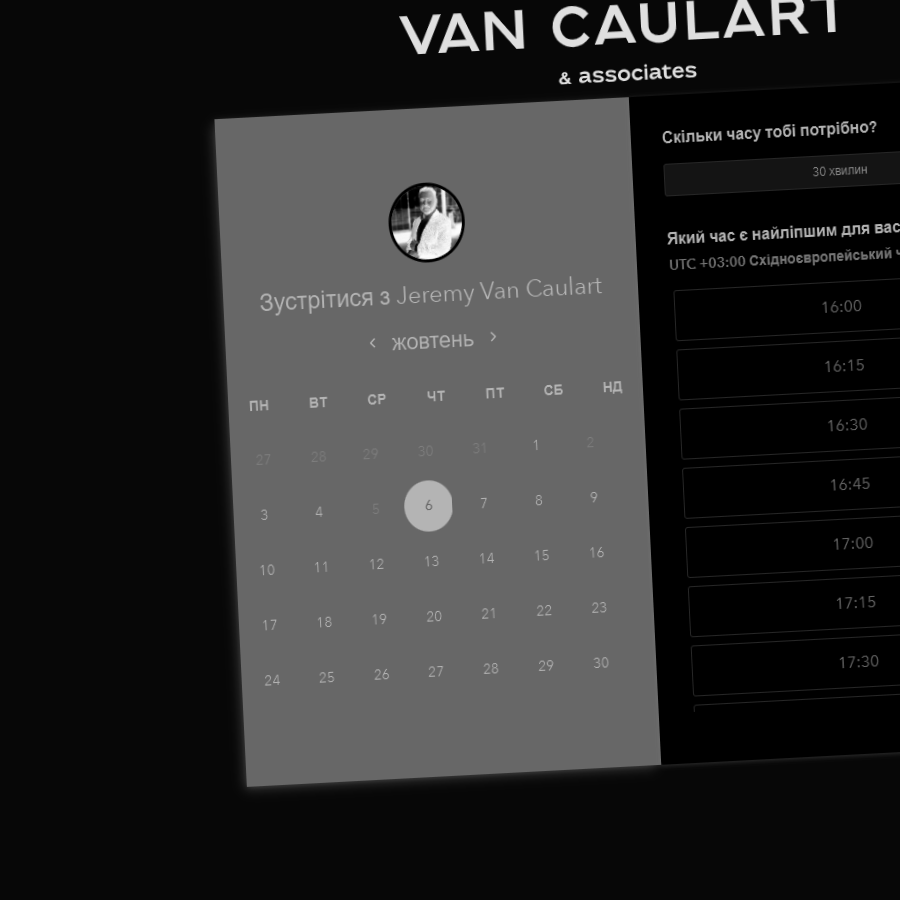 VAN CAULART
& associates
Зустрітися з Jeremy Van Caulart
жовтень
ПН ВТ СР ЧТ ПТ СБ НД
27 28 29 30 31 1 2
3 4 5 6 7 8 9
10 11 12 13 14 15 16
17 18 19 20 21 22 23
24 25 26 27 28 29 30
Скільки часу тобі потрібно?
30 хвилин
Який час є найліпшим для вас
UTC +03:00 Східноєвропейський
16:00
16:15
16:30
16:45
17:00
17:15
17:30